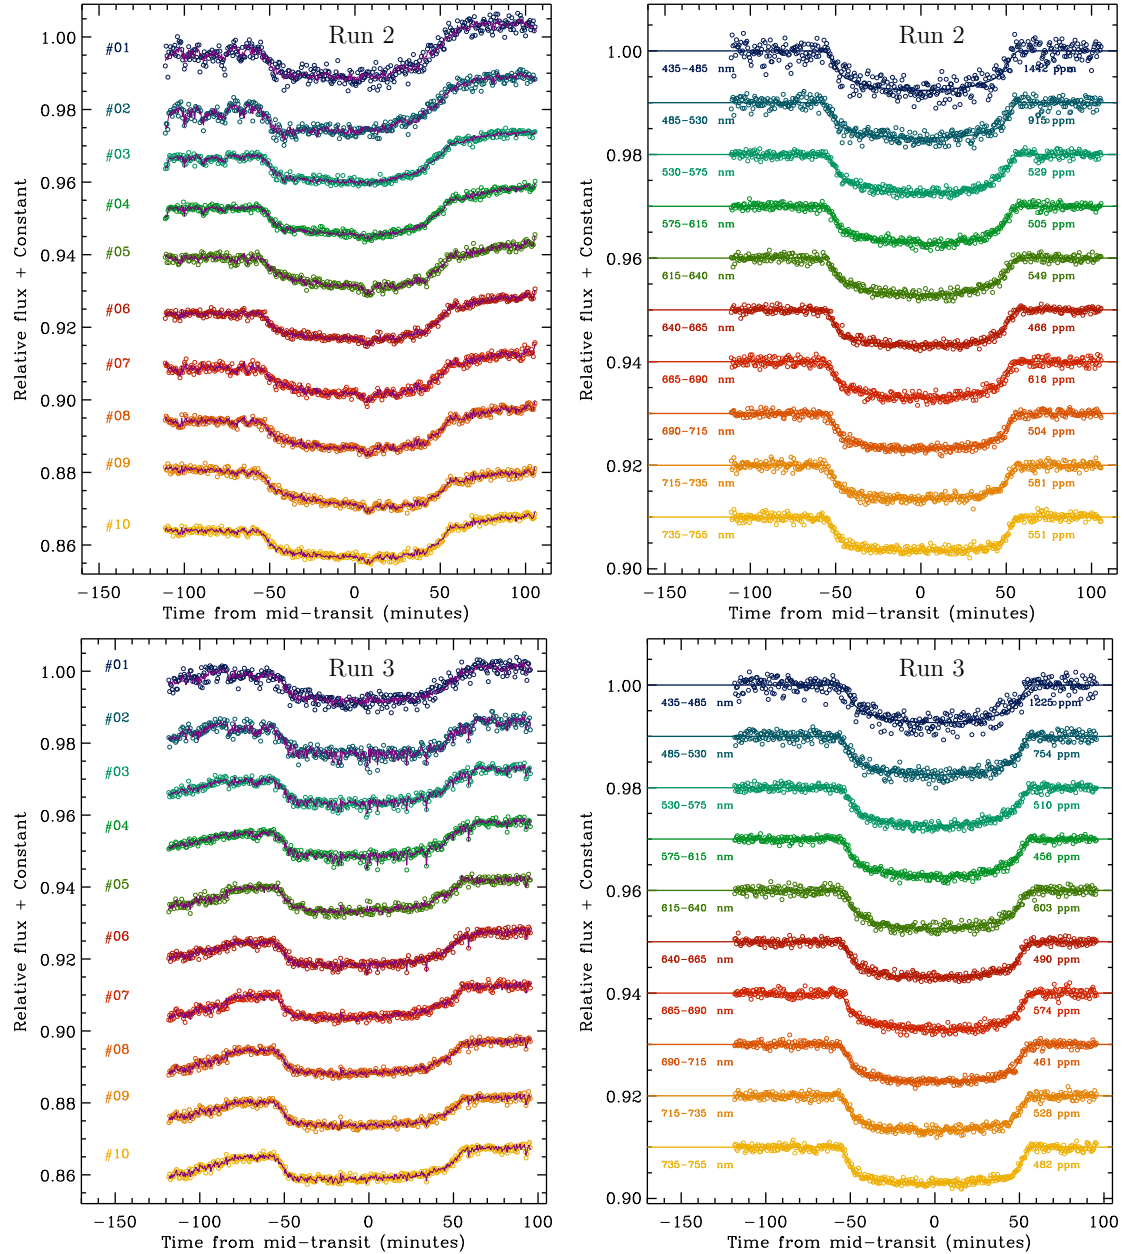 Run 2
1.00
0.98
0.96
0.94
0.92
0.90
0.88
0.86
#01
#02
#03
#04
#05
#06
#07
#08
#09
#10
Relative flux + Constant
−150 −100 −50 0 50 100
Time from mid−transit (minutes)
Run 2
1.00
0.98
0.96
0.94
0.92
0.90
435−485 nm 1442 ppm
485−530 nm 915 ppm
530−575 nm 529 ppm
575−615 nm 505 ppm
615−640 nm 549 ppm
640−665 nm 466 ppm
665−690 nm 616 ppm
690−715 nm 504 ppm
715−735 nm 581 ppm
735−755 nm 551 ppm
Relative flux + Constant
−150 −100 −50 0 50 100
Time from mid−transit (minutes)
Run 3
1.00
0.98
0.96
0.94
0.92
0.90
0.88
0.86
#01
#02
#03
#04
#05
#06
#07
#08
#09
#10
Relative flux + Constant
−150 −100 −50 0 50 100
Time from mid−transit (minutes)
Run 3
1.00
0.98
0.96
0.94
0.92
0.90
435−485 nm 1225 ppm
485−530 nm 754 ppm
530−575 nm 510 ppm
575−615 nm 456 ppm
615−640 nm 603 ppm
640−665 nm 490 ppm
665−690 nm 574 ppm
690−715 nm 461 ppm
715−735 nm 528 ppm
735−755 nm 482 ppm
Relative flux + Constant
−150 −100 −50 0 50 100
Time from mid−transit (minutes)